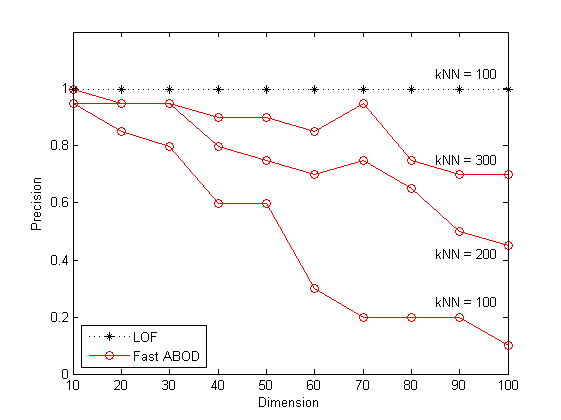 kNN = 100
1
0.8
kNN = 300
0.6
Precision
kNN = 200
0.4
kNN = 100
0.2
LOF
Fast ABOD
0
10 20 30 40 50 60 70 80 90 100
Dimension